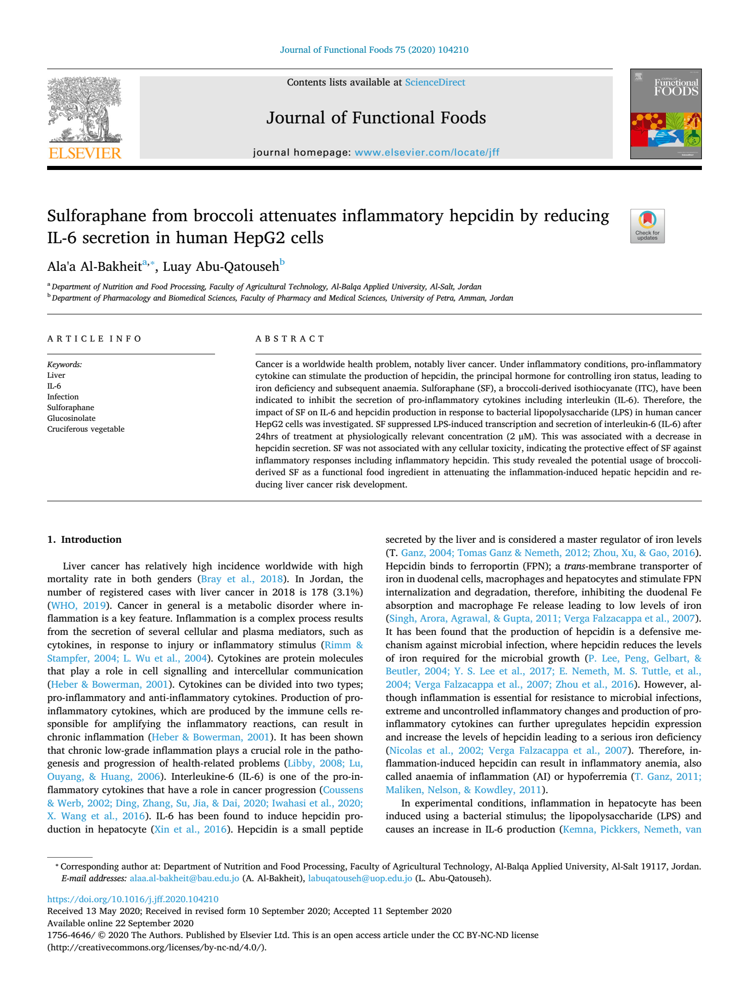 Journal of Functional Foods 75 (2020) 104210
Contents lists available at ScienceDirect
Journal of Functional Foods
journal homepage: www.elsevier.com/locate/jff
ELSEVIER
JOURNAL OF
Functional
FOODS
Sulforaphane from broccoli attenuates inflammatory hepcidin by reducing
IL-6 secretion in human HepG2 cells
Check for
updates
Ala'a Al-Bakheita,*, Luay Abu-Qatousehb
a Department of Nutrition and Food Processing, Faculty of Agricultural Technology, Al-Balqa Applied University, Al-Salt, Jordan
b Department of Pharmacology and Biomedical Sciences, Faculty of Pharmacy and Medical Sciences, University of Petra, Amman, Jordan
ARTICLE INFO
Keywords:
Liver
IL-6
Infection
Sulforaphane
Glucosinolate
Cruciferous vegetable
ABSTRACT
Cancer is a worldwide health problem, notably liver cancer. Under inflammatory conditions, pro-inflammatory
cytokine can stimulate the production of hepcidin, the principal hormone for controlling iron status, leading to
iron deficiency and subsequent anaemia. Sulforaphane (SF), a broccoli-derived isothiocyanate (ITC), have been
indicated to inhibit the secretion of pro-inflammatory cytokines including interleukin (IL-6). Therefore, the
impact of SF on IL-6 and hepcidin production in response to bacterial lipopolysaccharide (LPS) in human cancer
HepG2 cells was investigated. SF suppressed LPS-induced transcription and secretion of interleukin-6 (IL-6) after
24hrs of treatment at physiologically relevant concentration (2 μM). This was associated with a decrease in
hepcidin secretion. SF was not associated with any cellular toxicity, indicating the protective effect of SF against
inflammatory responses including inflammatory hepcidin. This study revealed the potential usage of broccoli-
derived SF as a functional food ingredient in attenuating the inflammation-induced hepatic hepcidin and re-
ducing liver cancer risk development.
1. Introduction
Liver cancer has relatively high incidence worldwide with high
mortality rate in both genders (Bray et al., 2018). In Jordan, the
number of registered cases with liver cancer in 2018 is 178 (3.1%)
(WHO, 2019). Cancer in general is a metabolic disorder where in-
flammation is a key feature. Inflammation is a complex process results
from the secretion of several cellular and plasma mediators, such as
cytokines, in response to injury or inflammatory stimulus (Rimm &
Stampfer, 2004; L. Wu et al., 2004). Cytokines are protein molecules
that play a role in cell signalling and intercellular communication
(Heber & Bowerman, 2001). Cytokines can be divided into two types;
pro-inflammatory and anti-inflammatory cytokines. Production of pro-
inflammatory cytokines, which are produced by the immune cells re-
sponsible for amplifying the inflammatory reactions, can result in
chronic inflammation (Heber & Bowerman, 2001). It has been shown
that chronic low-grade inflammation plays a crucial role in the patho-
genesis and progression of health-related problems (Libby, 2008; Lu,
Ouyang, & Huang, 2006). Interleukine-6 (IL-6) is one of the pro-in-
flammatory cytokines that have a role in cancer progression (Coussens
& Werb, 2002; Ding, Zhang, Su, Jia, & Dai, 2020; Iwahasi et al., 2020;
X. Wang et al., 2016). IL-6 has been found to induce hepcidin pro-
duction in hepatocyte (Xin et al., 2016). Hepcidin is a small peptide
secreted by the liver and is considered a master regulator of iron levels
(T. Ganz, 2004; Tomas Ganz & Nemeth, 2012; Zhou, Xu, & Gao, 2016).
Hepcidin binds to ferroportin (FPN); a trans-membrane transporter of
iron in duodenal cells, macrophages and hepatocytes and stimulate FPN
internalization and degradation, therefore, inhibiting the duodenal Fe
absorption and macrophage Fe release leading to low levels of iron
(Singh, Arora, Agrawal, & Gupta, 2011; Verga Falzacappa et al., 2007).
It has been found that the production of hepcidin is a defensive me-
chanism against microbial infection, where hepcidin reduces the levels
of iron required for the microbial growth (P. Lee, Peng, Gelbart, &
Beutler, 2004; Y. S. Lee et al., 2017; E. Nemeth, M. S. Tuttle, et al.,
2004; Verga Falzacappa et al., 2007; Zhou et al., 2016). However, al-
though inflammation is essential for resistance to microbial infections,
extreme and uncontrolled inflammatory changes and production of pro-
inflammatory cytokines can further upregulates hepcidin expression
and increase the levels of hepcidin leading to a serious iron deficiency
(Nicolas et al., 2002; Verga Falzacappa et al., 2007). Therefore, in-
flammation-induced hepcidin can result in inflammatory anemia, also
called anaemia of inflammation (AI) or hypoferremia (T. Ganz, 2011;
Maliken, Nelson, & Kowdley, 2011).
In experimental conditions, inflammation in hepatocyte has been
induced using a bacterial stimulus; the lipopolysaccharide (LPS) and
causes an increase in IL-6 production (Kemna, Pickkers, Nemeth, van
* Corresponding author at: Department of Nutrition and Food Processing, Faculty of Agricultural Technology, Al-Balqa Applied University, Al-Salt 19117, Jordan.
E-mail addresses: alaa.al-bakheit@bau.edu.jo (A. Al-Bakheit), labuqatouseh@uop.edu.jo (L. Abu-Qatouseh).
https://doi.org/10.1016/j.jff.2020.104210
Received 13 May 2020; Received in revised form 10 September 2020; Accepted 11 September 2020
Available online 22 September 2020
1756-4646/ © 2020 The Authors. Published by Elsevier Ltd. This is an open access article under the CC BY-NC-ND license
(http://creativecommons.org/licenses/by-nc-nd/4.0/).